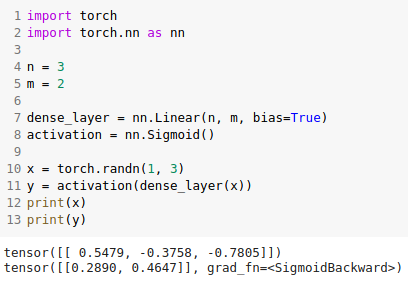 1 import torch
2 import torch.nn as nn
3
4 n = 3
5 m = 2
6
7 dense_layer = nn.Linear(n, m, bias=True)
8 activation = nn.Sigmoid()
9
10 x = torch.randn(1, 3)
11 y = activation(dense_layer(x))
12 print(x)
13 print(y)
tensor([[ 0.5479, -0.3758, -0.7805]])
tensor([[0.2890, 0.4647]], grad_fn=<SigmoidBackward>)